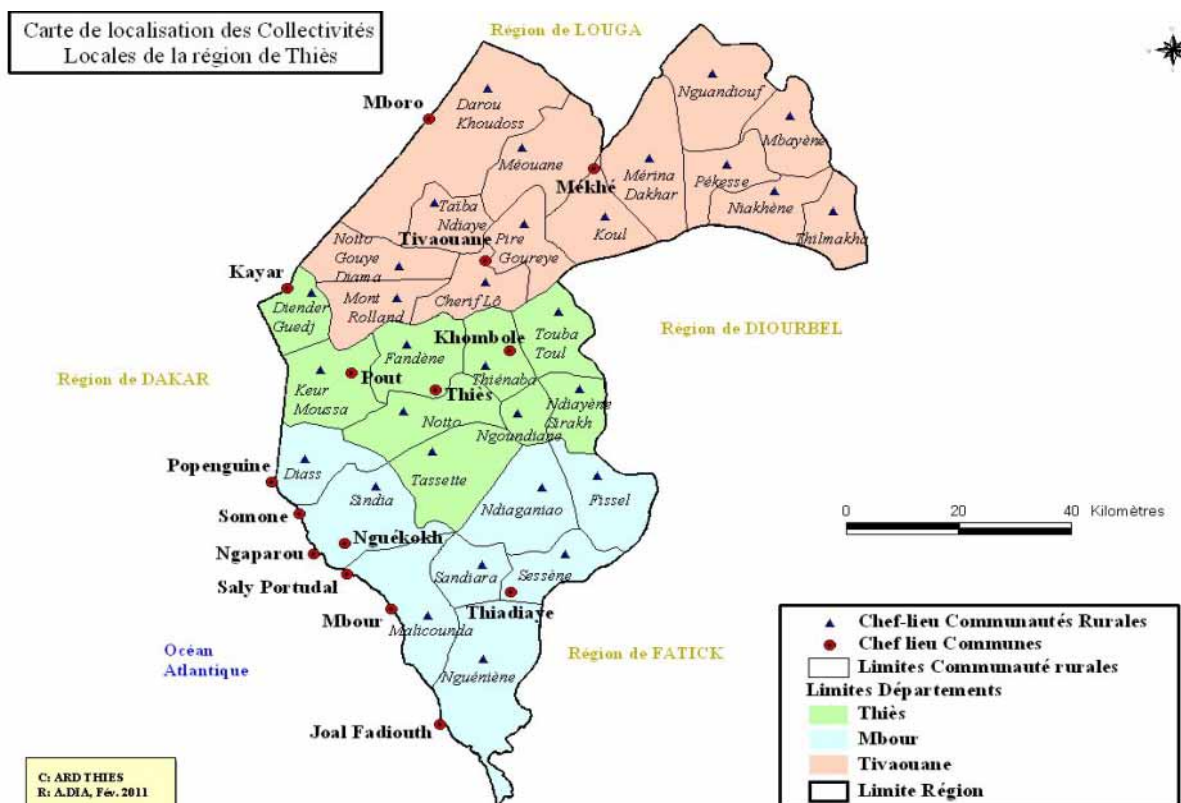 Carte de localisation des Collectivités
Locales de la région de Thiès
Région de LOUGA
Nguandiouf
Mboro
Darou
Khoudoss
Mbayène
Méouane
Mékhé
Mérina
Dakhar
Pékesse
Niakhène
Taïba
Ndiaye
Koul
Thilmakha
Tivaouane
Pire
Goureye
Notto
Gouye
Diama
Kayar
Diender
Guedj
Mont
Rolland
Cherif Lô
Région de DIOURBEL
Khombole
Touba
Toul
Fandène
Thiénaba
Région de DAKAR
Pout
Keur
Moussa
Thiès
Ndiayène
Sirakh
Notto
Ngoundiane
Popenguine
Diass
Tassette
Sindia
Ndiaganiao
Fissel
Somone
Nguékokh
Ngaparou
Saly Portudal
Sandiara
Sessène
Thiadiaye
Mbour
Malicounda
Océan
Atlantique
Région de FATICK
Nguéniène
Joal Fadiouth
0 20 40 Kilomètres
Chef-lieu Communautés Rurales
Chef lieu Communes
Limites Communauté rurales
Limites Départements
Thiès
Mbour
Tivaouane
Limite Région
C: ARD THIES
R: A.DIA, Fév. 2011